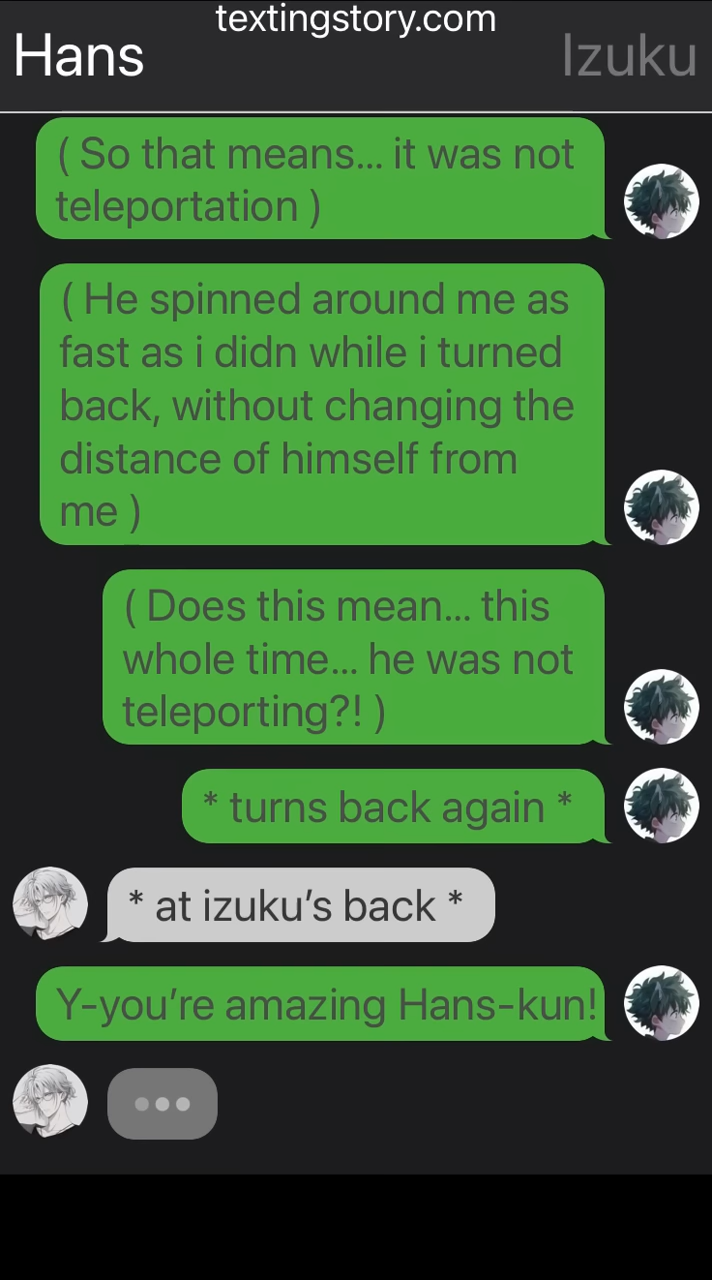 textingstory.com
Hans
Izuku
( So that means... it was not
teleportation )
( He spinned around me as
fast as i didn while i turned
back, without changing the
distance of himself from
me )
( Does this mean... this
whole time... he was not
teleporting?! )
* turns back again *
* at izuku’s back *
Y-you’re amazing Hans-kun!